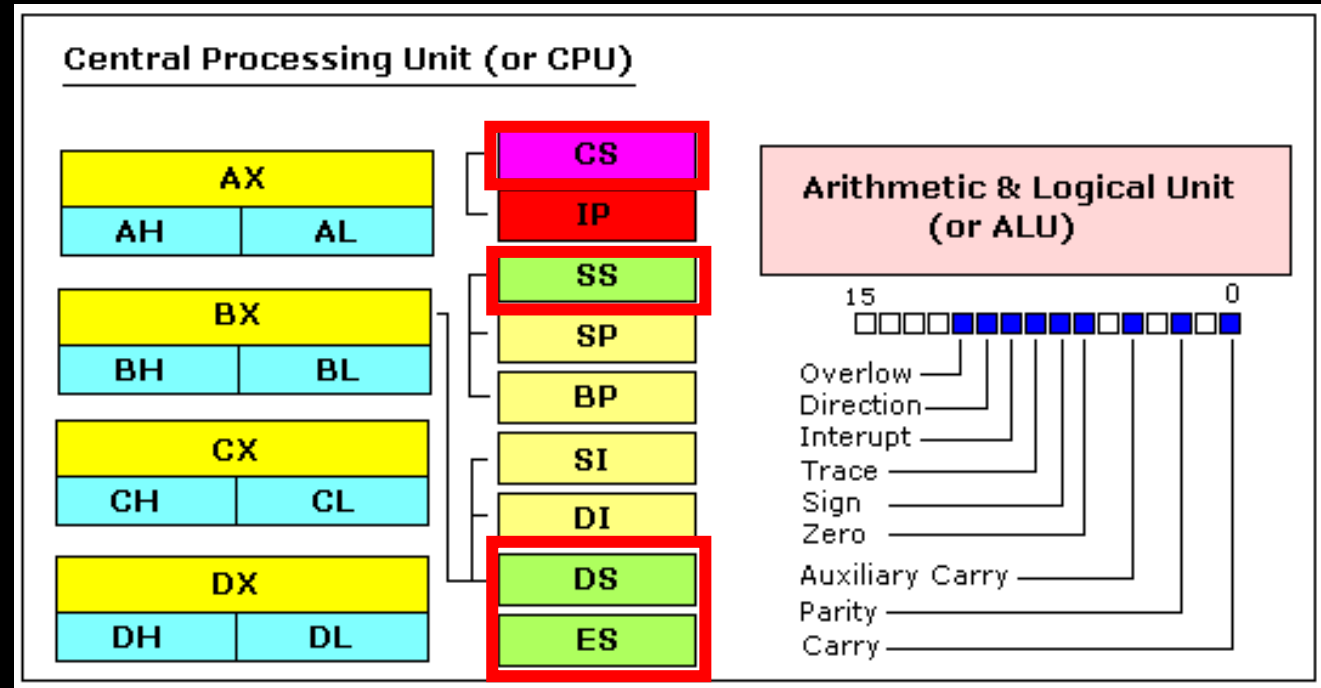 Central Processing Unit (or CPU)
AX
AH AL
BX
BH BL
CX
CH CL
DX
DH DL
CS
IP
SS
SP
BP
SI
DI
DS
ES
Arithmetic & Logical Unit
(or ALU)
15 0
Overlow
Direction
Interupt
Trace
Sign
Zero
Auxiliary Carry
Parity
Carry